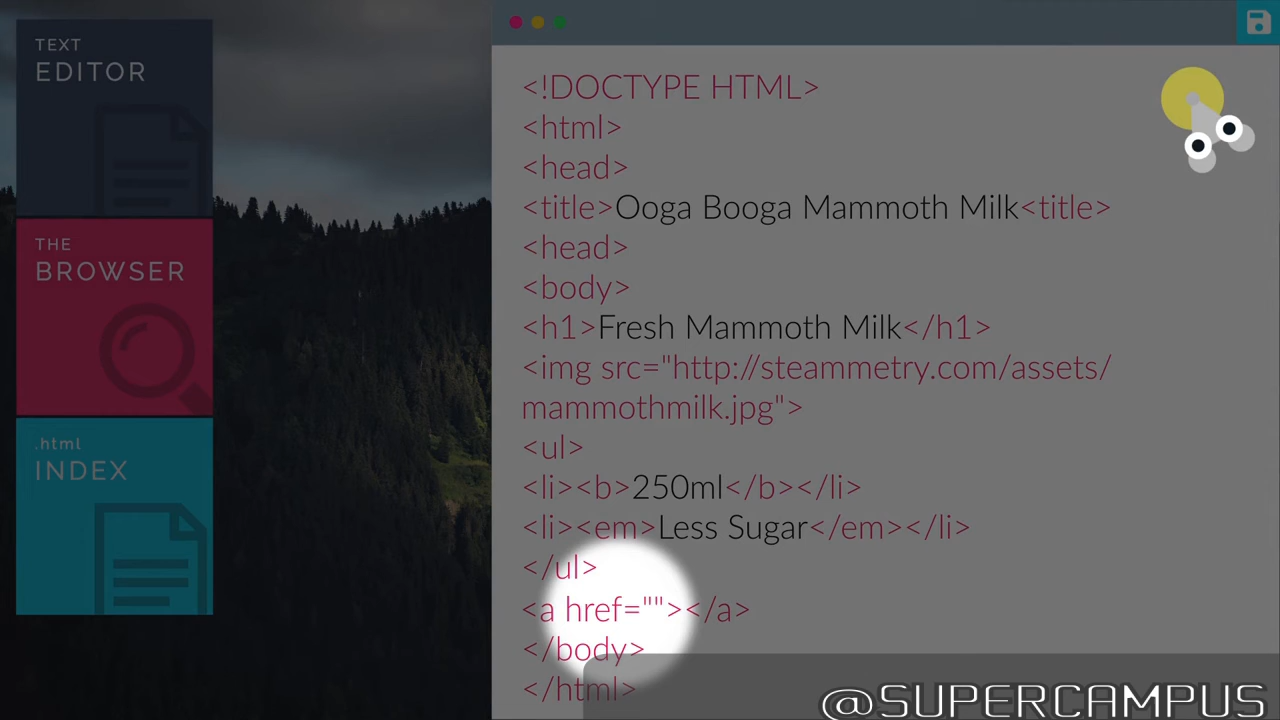 TEXT
EDITOR
THE
BROWSER
.html
INDEX
<!DOCTYPE HTML>
<html>
<head>
<title>Ooga Booga Mammoth Milk<title>
<head>
<body>
<h1>Fresh Mammoth Milk</h1>
<img src="http://steammetry.com/assets/
mammothmilk.jpg">
<ul>
<li><b>250ml</b></li>
<li><em>Less Sugar</em></li>
</ul>
<a href=""></a>
</body>
</html>
@SUPERCAMPUS